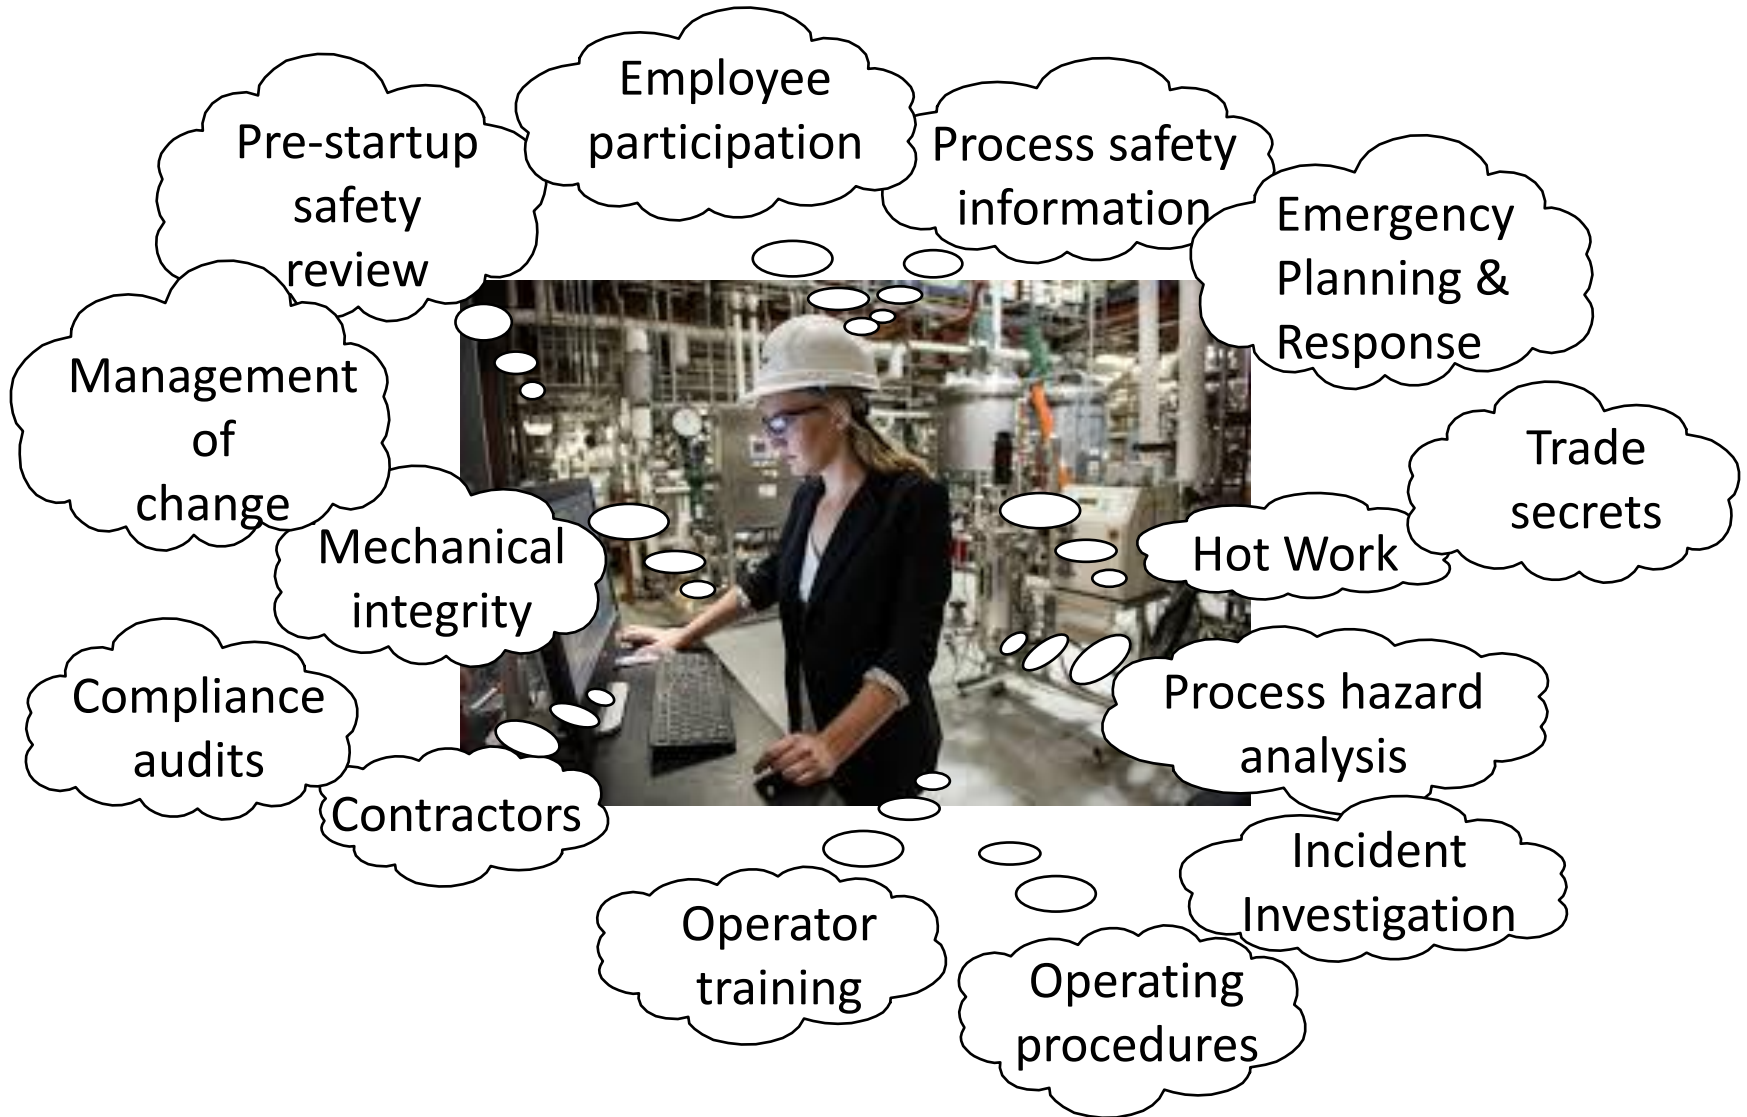 Employee
participation
Pre-startup
safety
review
Process safety
information
Emergency
Planning &
Response
Management
of
change
Trade
secrets
Mechanical
integrity
Hot Work
Compliance
audits
Process hazard
analysis
Contractors
Incident
Investigation
Operator
training
Operating
procedures